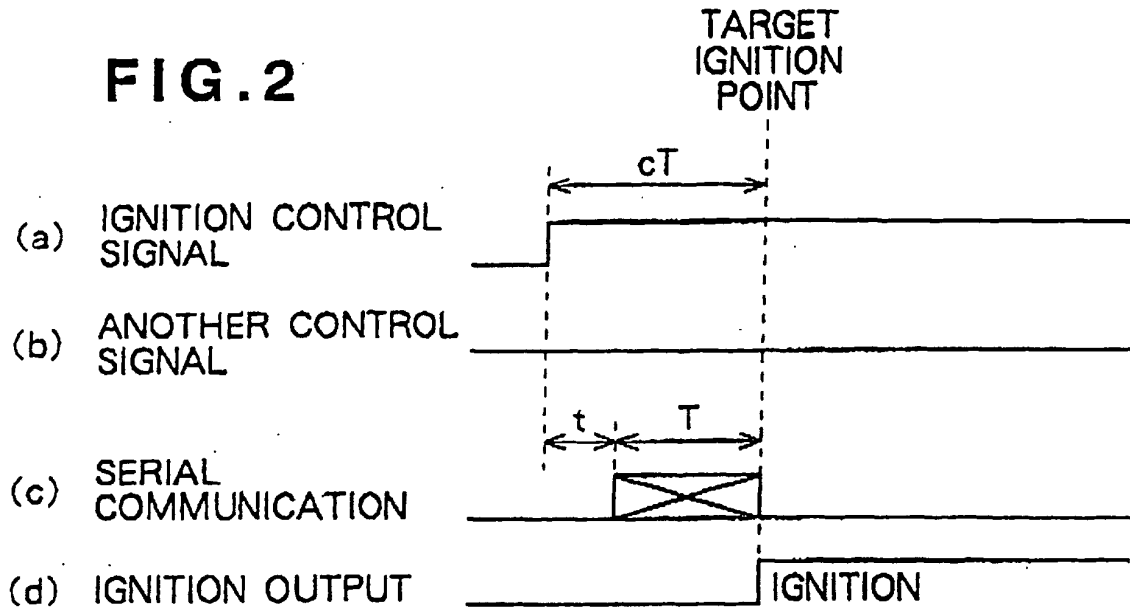 TARGET
IGNITION
POINT
FIG.2
cT
(a) IGNITION CONTROL
SIGNAL
(b) ANOTHER CONTROL
SIGNAL
t T
(c) SERIAL
COMMUNICATION
(d) IGNITION OUTPUT IGNITION